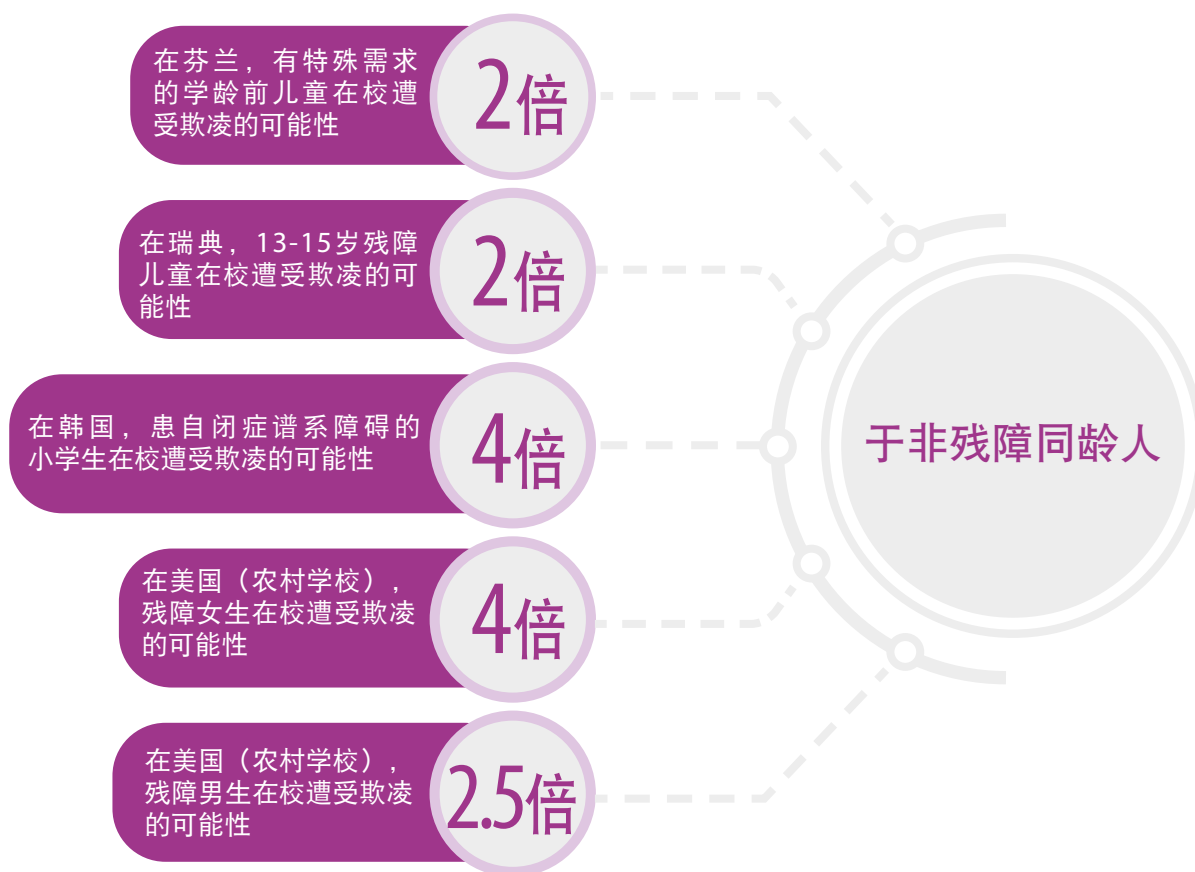 在芬兰，有特殊需求
的学龄前儿童在校遭
受欺凌的可能性
2倍
在瑞典，13-15岁残障
儿童在校遭受欺凌的可
能性
2倍
在韩国，患自闭症谱系障碍的
小学生在校遭受欺凌的可能性
4倍
在美国（农村学校），
残障女生在校遭受欺凌
的可能性
4倍
在美国（农村学校），
残障男生在校遭受欺凌
的可能性
2.5倍
于非残障同龄人